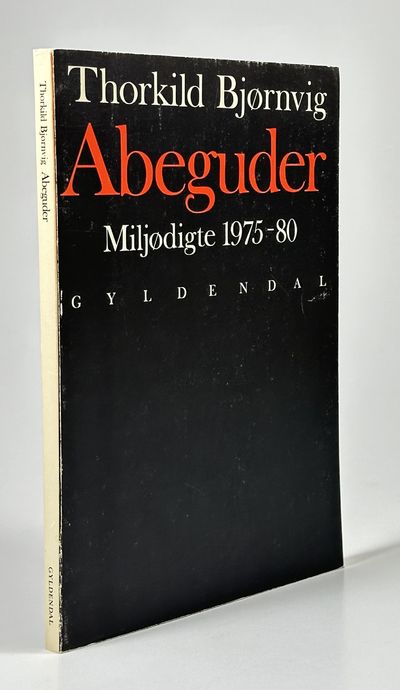 Thorkild Bjørnvig
Abeguder
Miljødigte 1975-80
GYLDENDAL
Thorkild Bjørnvig Abeguder
GYLDENDAL